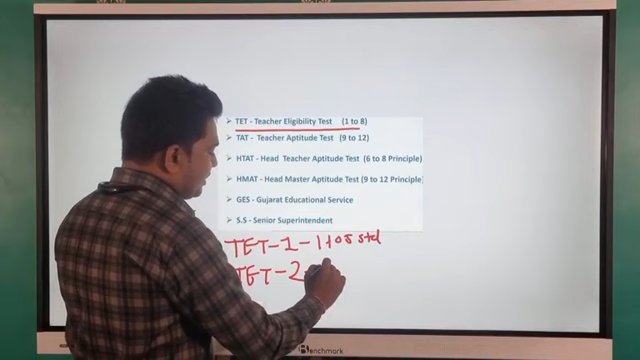 ➢ TET - Teacher Eligibility Test (1 to 8)
➢ TAT - Teacher Aptitude Test (9 to 12)
➢ HTAT - Head Teacher Aptitude Test (6 to 8 Principle)
➢ HMAT - Head Master Aptitude Test (9 to 12 Principle)
➢ GES - Gujarat Educational Service
➢ S.S - Senior Superintendent
TET-1-1 to 5 std
TET-2
Benchmark